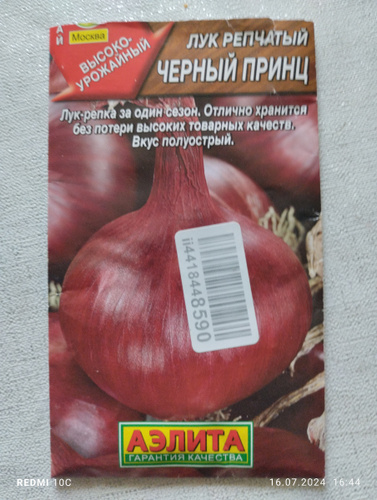 Москва
ВЫСОКО-
УРОЖАЙНЫЙ
ЛУК РЕПЧАТЫЙ
ЧЕРНЫЙ ПРИНЦ
Лук-репка за один сезон. Отлично хранится
без потери высоких товарных качеств.
Вкус полуострый.
ii4418448590
АЭЛИТА
ГАРАНТИЯ КАЧЕСТВА
REDMI 10C
16.07.2024 16:44